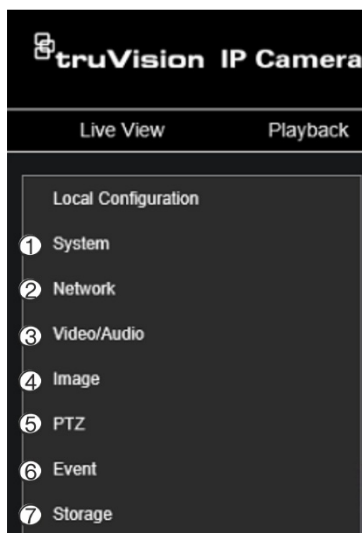 truVision IP Camera
Live View Playback
Local Configuration
① System
② Network
③ Video/Audio
④ Image
⑤ PTZ
⑥ Event
⑦ Storage